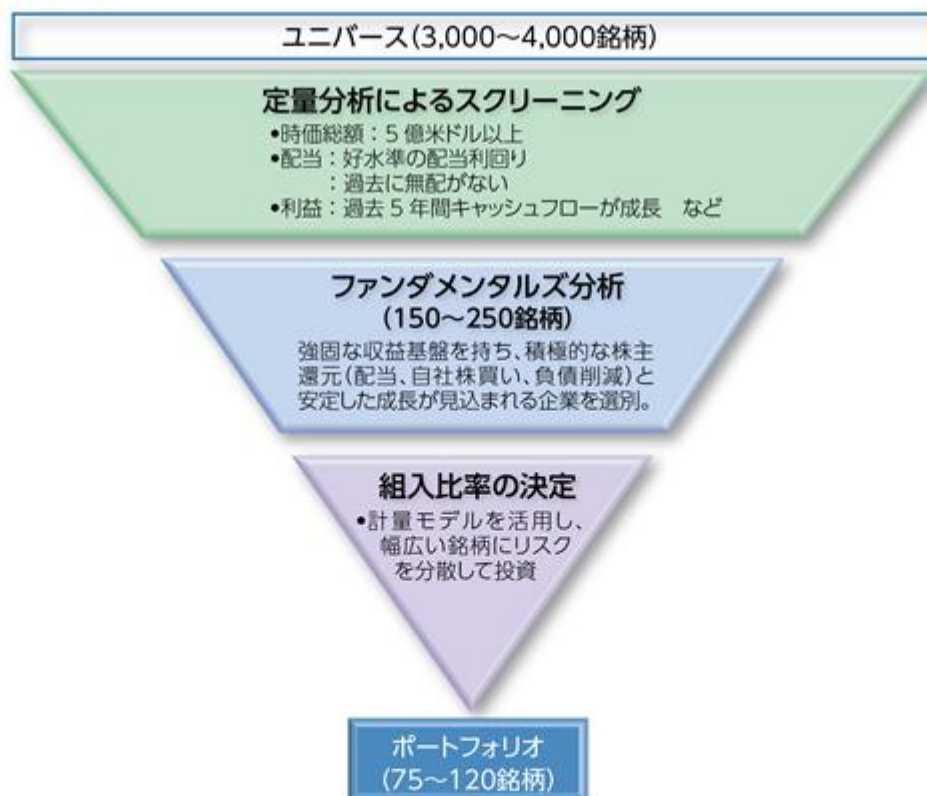 ユニバース(3,000～4,000銘柄)
定量分析によるスクリーニング
•時価総額：5億米ドル以上
•配当：好水準の配当利回り
：過去に無配がない
•利益：過去5年間キャッシュフローが成長　など
ファンダメンタルズ分析
(150～250銘柄)
強固な収益基盤を持ち、積極的な株主
還元(配当、自社株買い、負債削減)と
安定した成長が見込まれる企業を選別。
組入比率の決定
•計量モデルを活用し、
幅広い銘柄にリスク
を分散して投資
ポートフォリオ
(75～120銘柄)